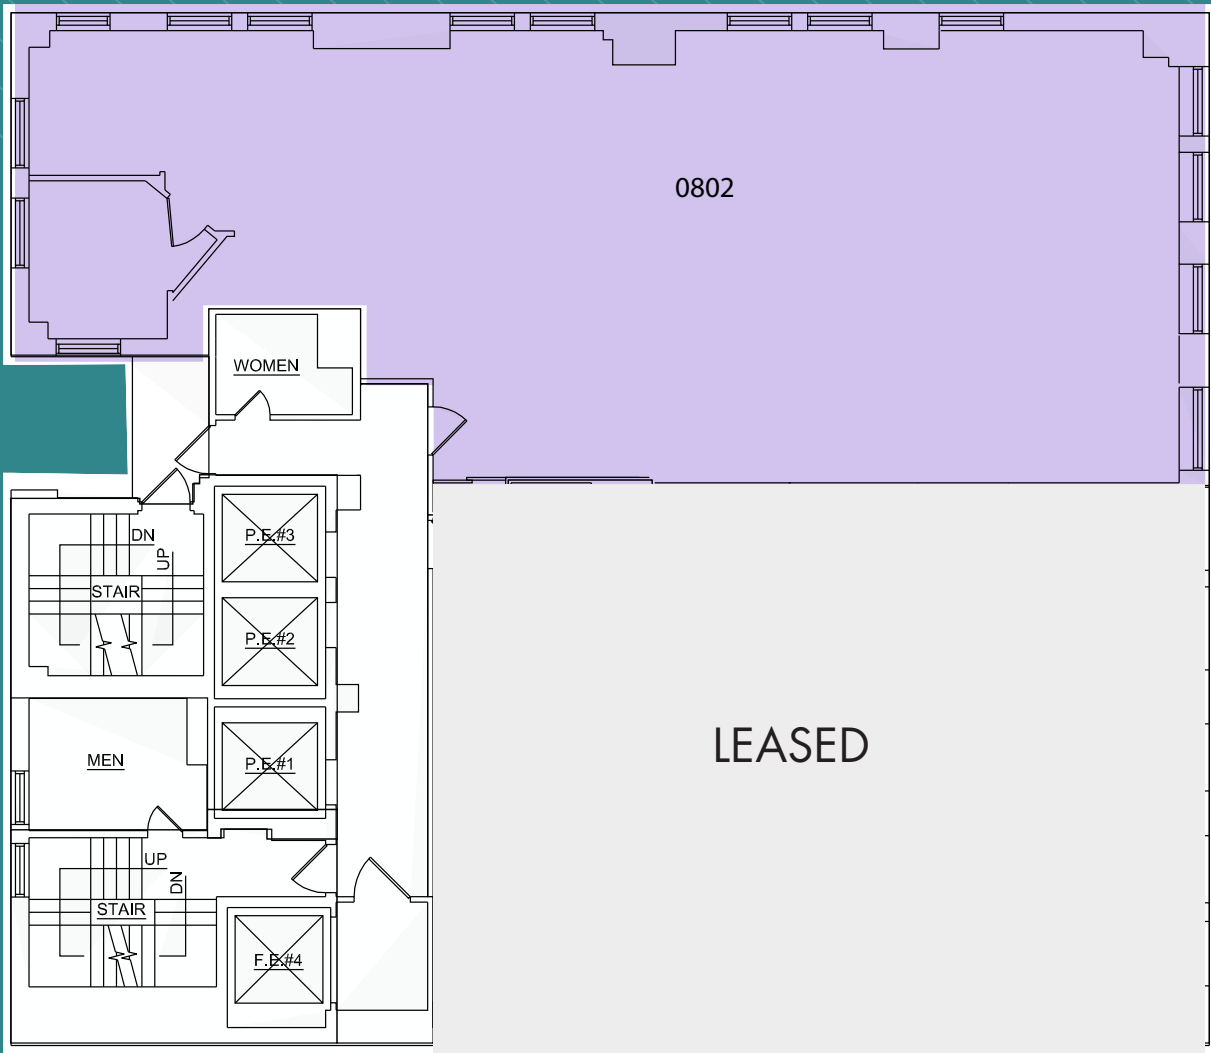 0802
WOMEN
P.E.#3
DN
UP
STAIR
P.E.#2
LEASED
MEN
P.E.#1
UP
DN
STAIR
F.E.#4